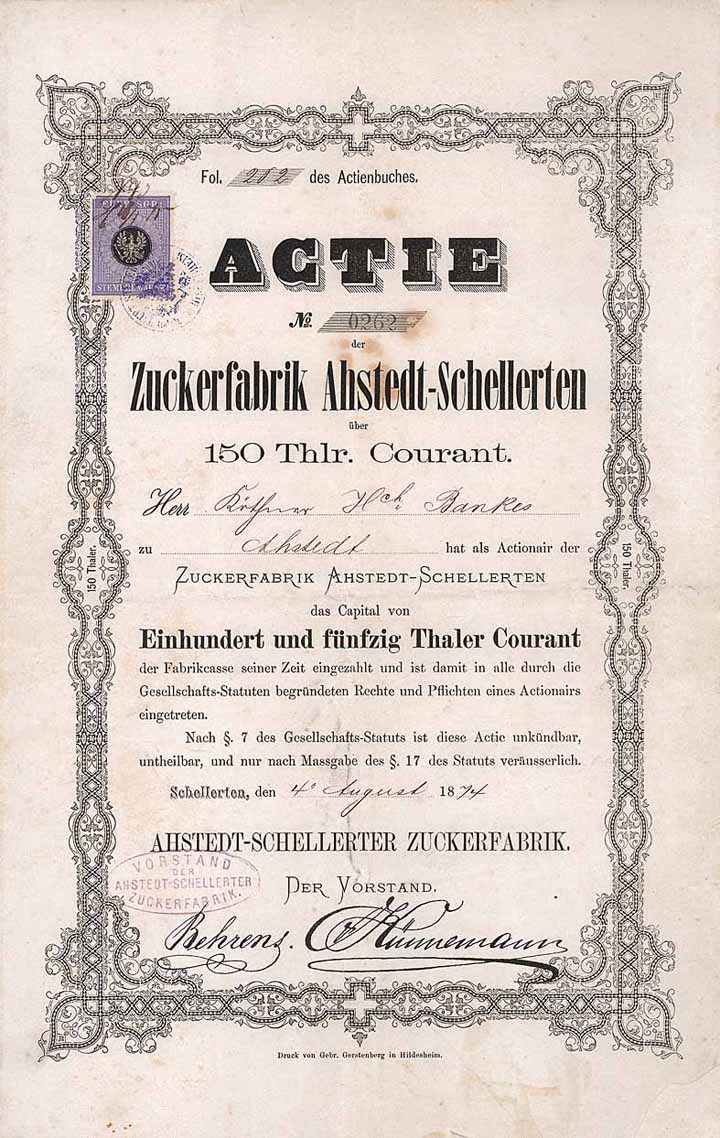 Fol. 212 des Actienbuches.
ACTIE
No. 0262
der
Zuckerfabrik Ahstedt-Schellerten
über
150 Thlr. Courant.
Herr Köthner Hch. Bankes
zu Ahstedt hat als Actionair der
ZUCKERFABRIK AHSTEDT-SCHELLERTEN
das Capital von
Einhundert und fünfzig Thaler Courant
der Fabrikcasse seiner Zeit eingezahlt und ist damit in alle durch die
Gesellschafts-Statuten begründeten Rechte und Pflichten eines Actionairs
eingetreten.
Nach §. 7 des Gesellschafts-Statuts ist diese Actie unkündbar,
untheilbar, und nur nach Massgabe des §. 17 des Statuts veräusserlich.
Schellerten, den 4. August 1874
AHSTEDT-SCHELLERTER ZUCKERFABRIK.
VORSTAND
DER
AHSTEDT-SCHELLERTER
ZUCKERFABRIK.
DER VORSTAND.
Behrens. Künnemann
150 Thaler.
150 Thaler.
Druck von Gebr. Gerstenberg in Hildesheim.